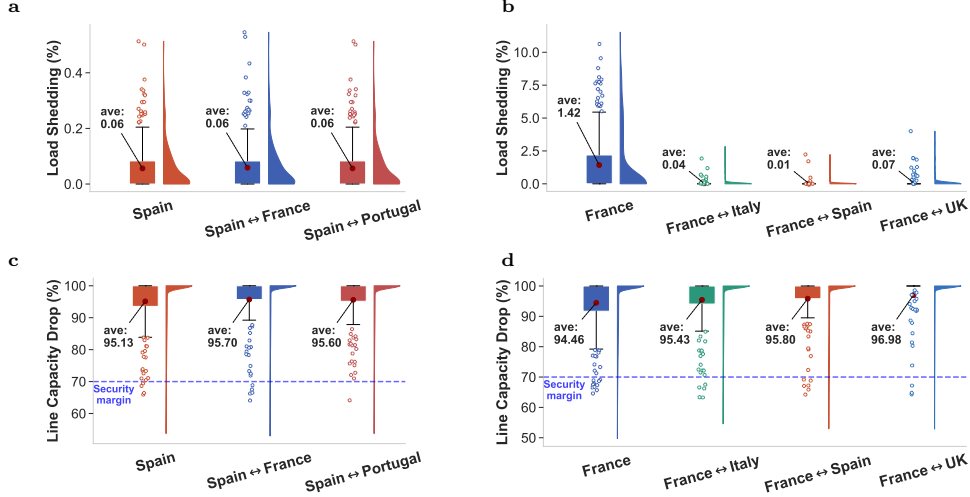 a
Load Shedding (%)
0.4
0.2
0.0
ave:
0.06
ave:
0.06
ave:
0.06
Spain
Spain↔France
Spain↔Portugal
b
Load Shedding (%)
10.0
7.5
5.0
2.5
0.0
ave:
1.42
ave:
0.04
ave:
0.01
ave:
0.07
France
France↔Italy
France↔Spain
France↔UK
c
Line Capacity Drop (%)
100
90
80
70
60
ave:
95.13
ave:
95.70
ave:
95.60
Security
margin
Spain
Spain↔France
Spain↔Portugal
d
Line Capacity Drop (%)
100
90
80
70
60
50
ave:
94.46
ave:
95.43
ave:
95.80
ave:
96.98
Security
margin
France
France↔Italy
France↔Spain
France↔UK